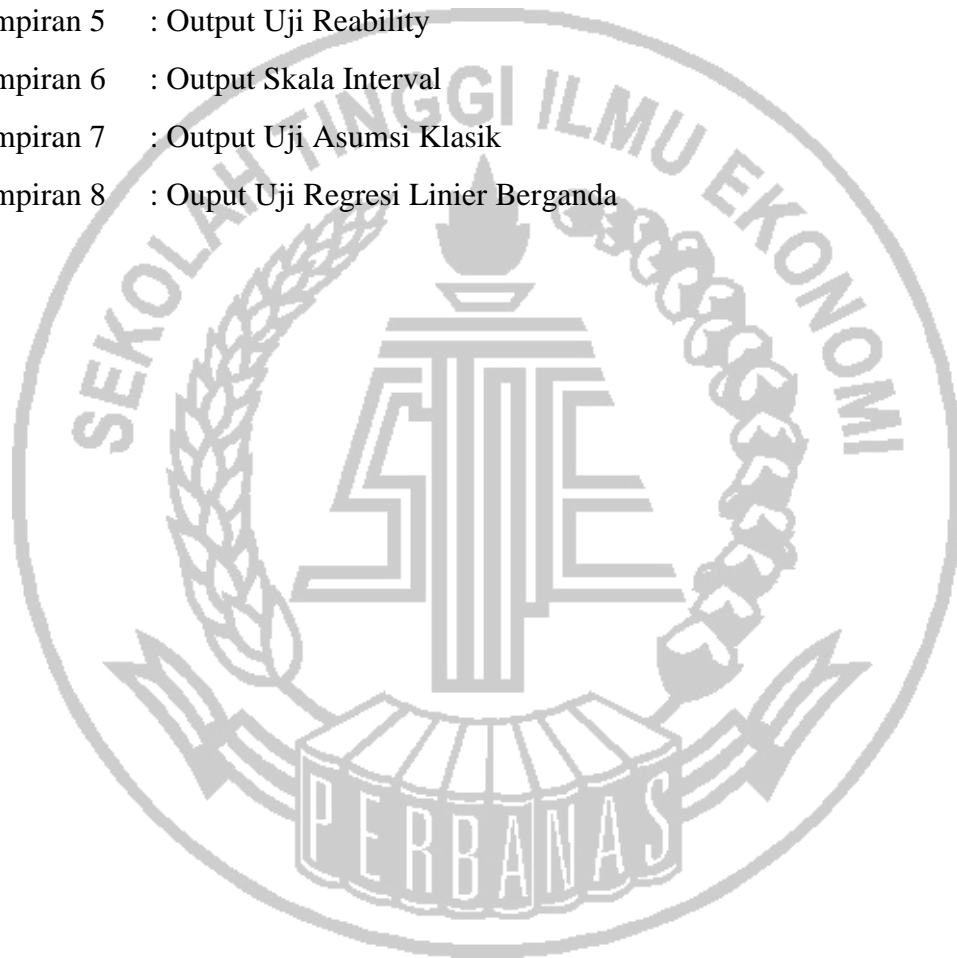 mpiran 5 : Output Uji Reability
mpiran 6 : Output Skala Interval
mpiran 7 : Output Uji Asumsi Klasik
mpiran 8 : Ouput Uji Regresi Linier Berganda
SEKOLAH TINGGI ILMU EKONOMI
PERBANAS